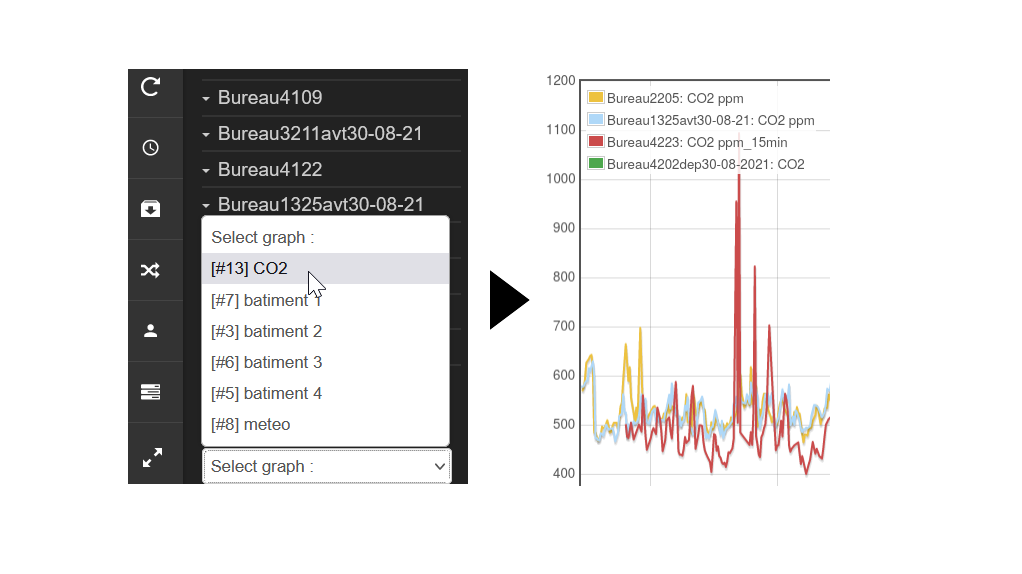 Bureau4109
Bureau3211avt30-08-21
Bureau4122
Bureau1325avt30-08-21
Select graph :
[#13] CO2
[#7] batiment 1
[#3] batiment 2
[#6] batiment 3
[#5] batiment 4
[#8] meteo
Select graph :
1200
1100
1000
900
800
700
600
500
400
Bureau2205: CO2 ppm
Bureau1325avt30-08-21: CO2 ppm
Bureau4223: CO2 ppm_15min
Bureau4202dep30-08-2021: CO2